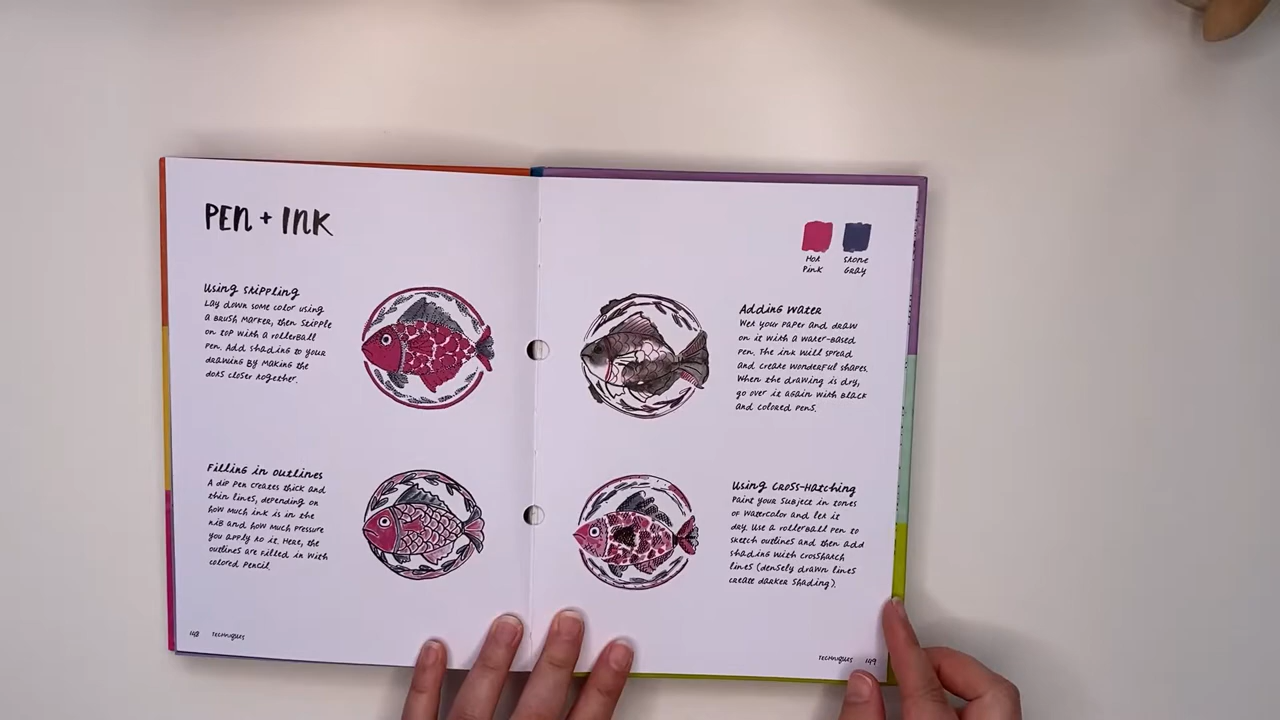 PEN + INK
Using stippling
Lay down some color using
a brush marker, then stipple
on top with a rollerball
pen. Add shading to your
drawing by making the
dots closer together.
Filling in outlines
A dip pen creates thick and
thin lines, depending on
how much ink is in the
nib and how much pressure
you apply to it. Here, the
outlines are filled in with
colored pencil.
148 TECHNIQUES
Hot
Pink
Stone
Gray
Adding water
Wet your paper and draw
on it with a water-based
pen. The ink will spread
and create wonderful shapes.
When the drawing is dry,
go over it again with black
and colored pens.
Using cross-hatching
Paint your subject in tones
of watercolor and let it
dry. Use a rollerball pen to
sketch outlines and then add
shading with crosshatch
lines (densely drawn lines
create darker shading).
TECHNIQUES 149